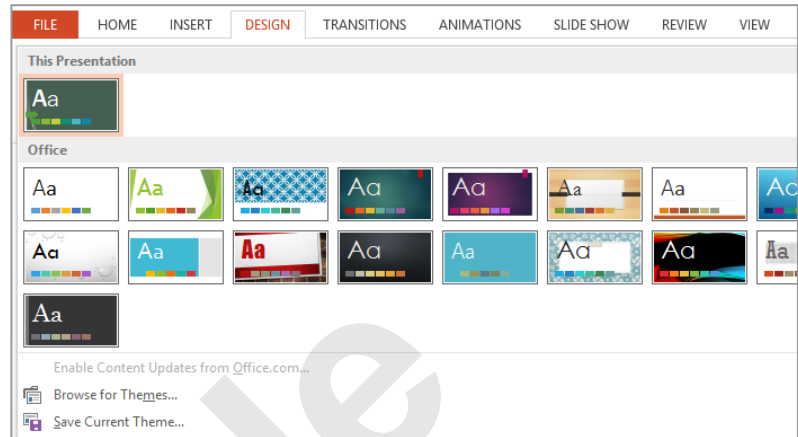 FILE HOME INSERT DESIGN TRANSITIONS ANIMATIONS SLIDE SHOW REVIEW VIEW
This Presentation
Aa
Office
Aa Aa Aa Aa Aa Aa Aa Aa
Aa Aa Aa Aa Aa Aa Aa Aa
Aa
Enable Content Updates from Office.com...
Browse for Themes...
Save Current Theme...